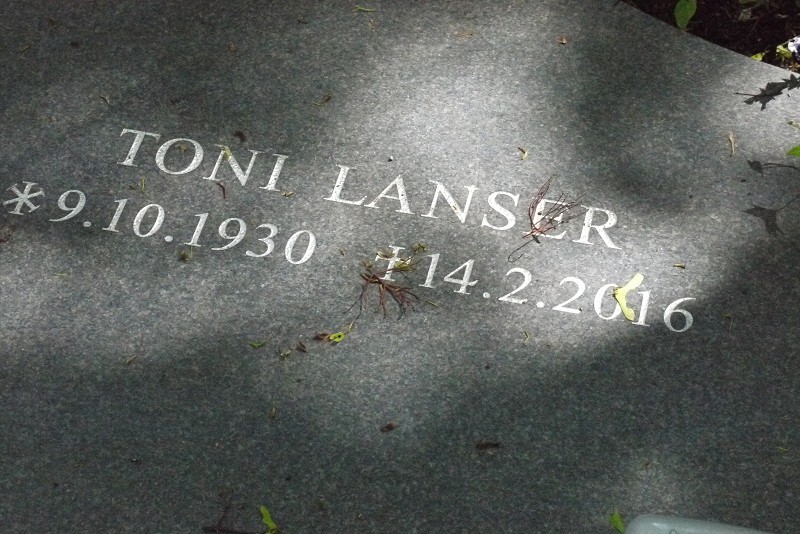 TONI LANSER
* 9.10.1930 † 14.2.2016